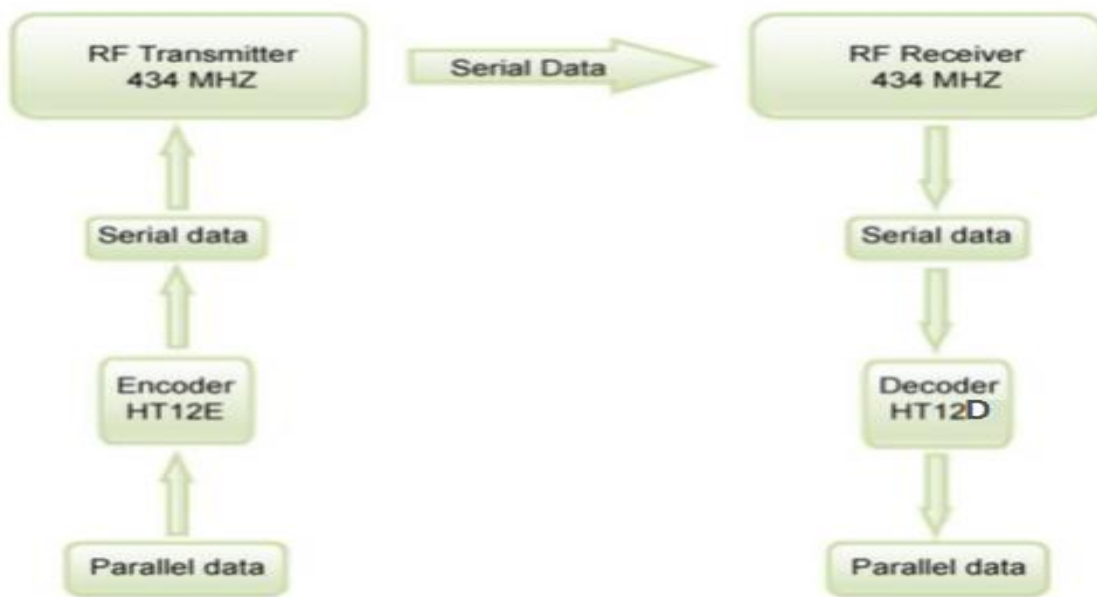 RF Transmitter
434 MHZ
Serial Data
RF Receiver
434 MHZ
Serial data
Serial data
Encoder
HT12E
Decoder
HT12D
Parallel data
Parallel data